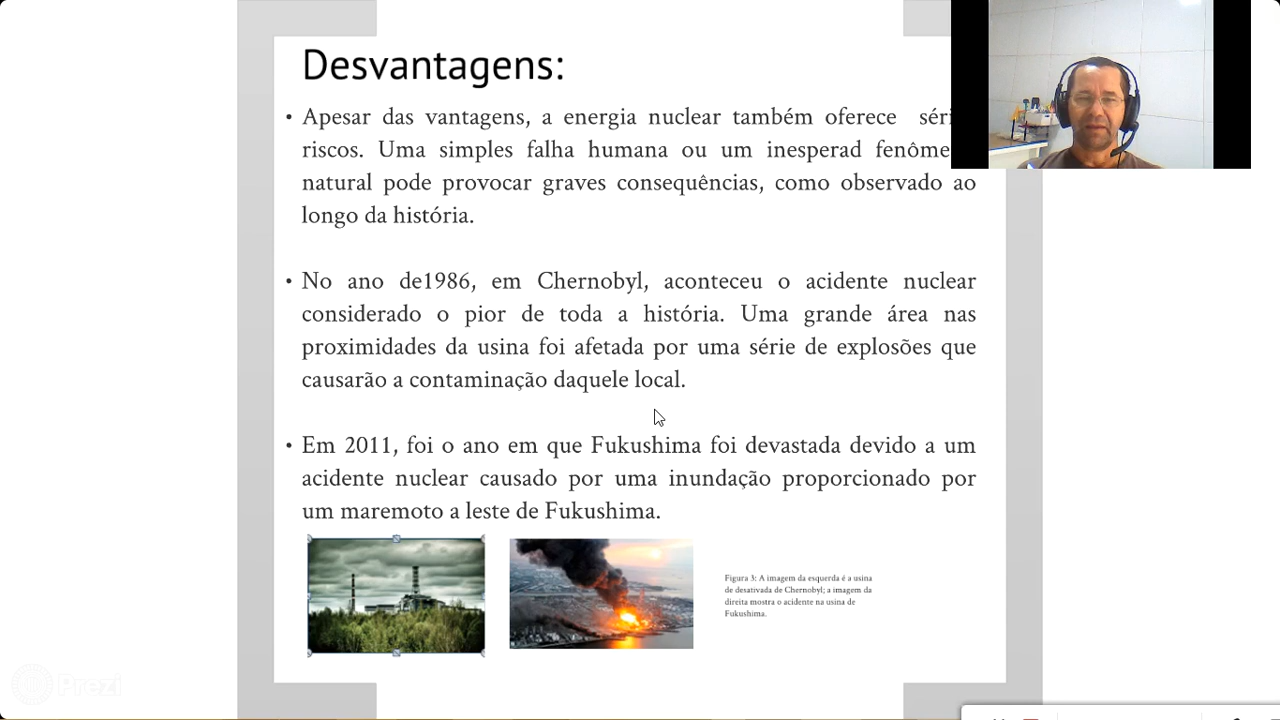 Desvantagens:
• Apesar das vantagens, a energia nuclear também oferece
riscos. Uma simples falha humana ou um inesperad
natural pode provocar graves consequências, como observado ao
longo da história.
• No ano de1986, em Chernobyl, aconteceu o acidente nuclear
considerado o pior de toda a história. Uma grande área nas
proximidades da usina foi afetada por uma série de explosões que
causarão a contaminação daquele local.
• Em 2011, foi o ano em que Fukushima foi devastada devido a um
acidente nuclear causado por uma inundação proporcionado por
um maremoto a leste de Fukushima.
Figura 3: A imagem da esquerda é a usina
de desativada de Chernobyl; a imagem da
direita mostra o acidente na usina de
Fukushima.
Prezi